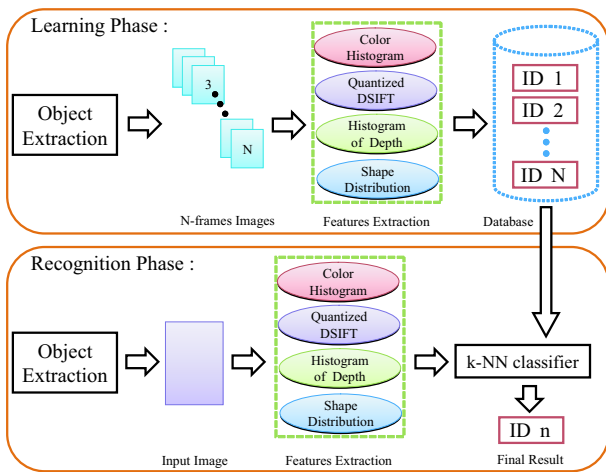 Learning Phase :
Object
Extraction
3
N
N-frames Images
Color
Histogram
Quantized
DSIFT
Histogram
of Depth
Shape
Distribution
Features Extraction
ID 1
ID 2
ID N
Database
Recognition Phase :
Object
Extraction
Input Image
Color
Histogram
Quantized
DSIFT
Histogram
of Depth
Shape
Distribution
Features Extraction
k-NN classifier
ID n
Final Result